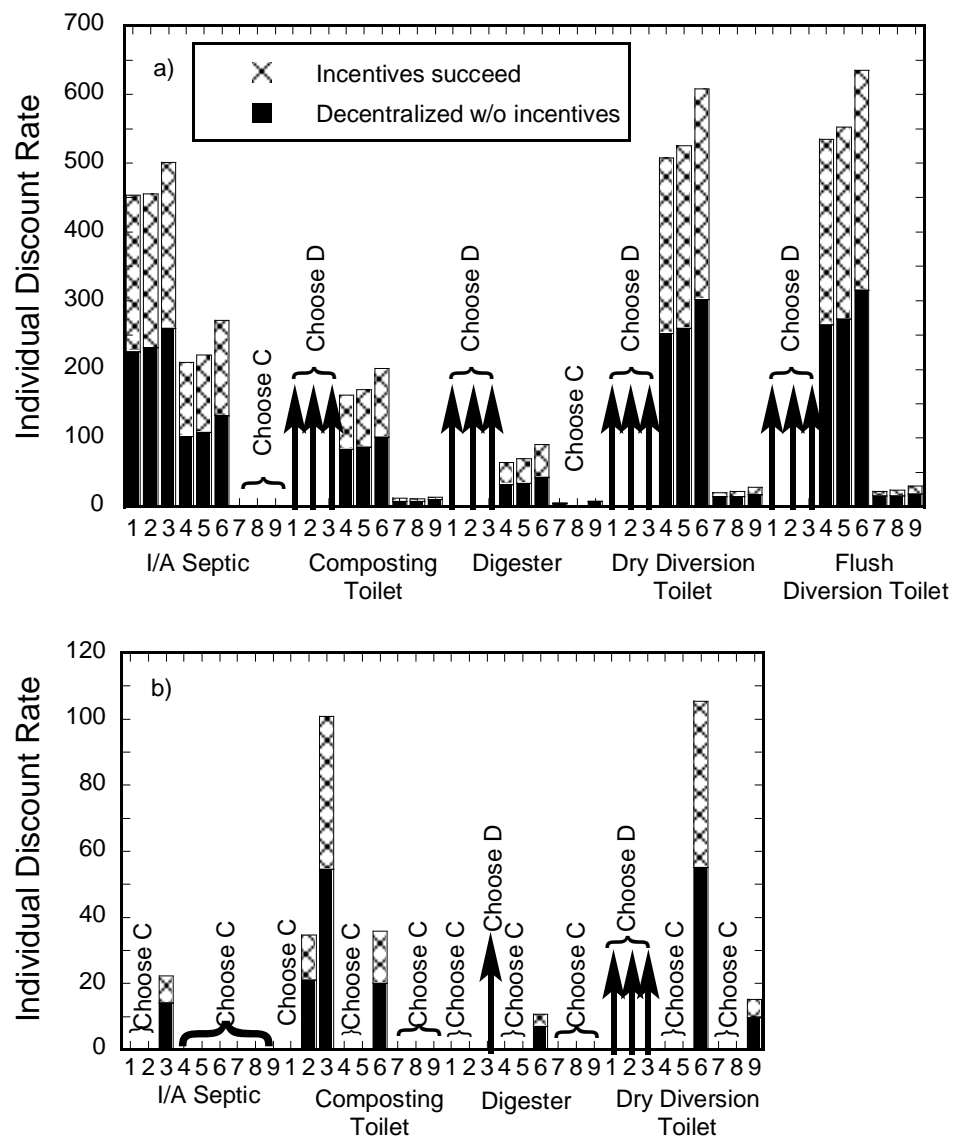 700
600
500
400
300
200
100
0
Individual Discount Rate
a)
Incentives succeed
Decentralized w/o incentives
Choose C
Choose D
Choose D
Choose C
Choose D
Choose D
1 2 3 4 5 6 7 8 9 1 2 3 4 5 6 7 8 9 1 2 3 4 5 6 7 8 9 1 2 3 4 5 6 7 8 9 1 2 3 4 5 6 7 8 9
I/A Septic
Composting
Toilet
Digester
Dry Diversion
Toilet
Flush
Diversion Toilet
120
100
80
60
40
20
0
Individual Discount Rate
b)
}Choose C
Choose C
Choose C
}Choose C
Choose C
}Choose C
Choose D
}Choose C
Choose C
Choose D
}Choose C
}Choose C
1 2 3 4 5 6 7 8 9 1 2 3 4 5 6 7 8 9 1 2 3 4 5 6 7 8 9 1 2 3 4 5 6 7 8 9
I/A Septic
Composting
Toilet
Digester
Dry Diversion
Toilet